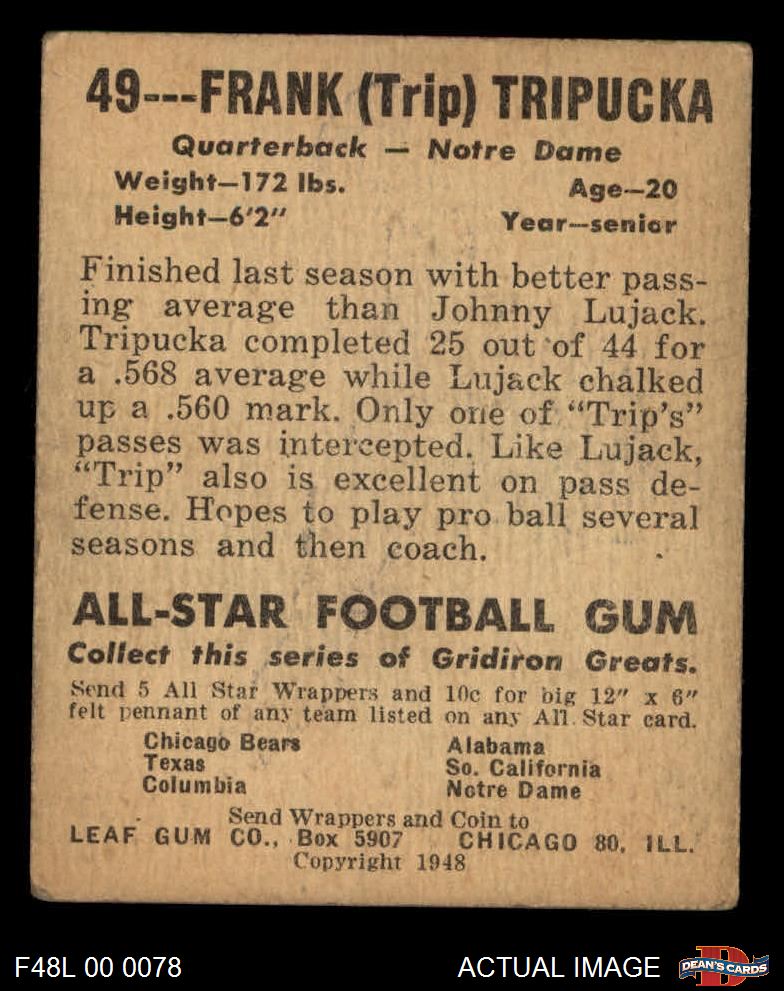 49---FRANK (Trip) TRIPUCKA
Quarterback — Notre Dame
Weight—172 lbs. Age—20
Height—6'2" Year—senior
Finished last season with better pass-
ing average than Johnny Lujack.
Tripucka completed 25 out of 44 for
a .568 average while Lujack chalked
up a .560 mark. Only one of “Trip's”
passes was intercepted. Like Lujack,
“Trip” also is excellent on pass de-
fense. Hopes to play pro ball several
seasons and then coach.
ALL-STAR FOOTBALL GUM
Collect this series of Gridiron Greats.
Send 5 All Star Wrappers and 10c for big 12" x 6"
felt pennant of any team listed on any All Star card.
Chicago Bears Alabama
Texas So. California
Columbia Notre Dame
Send Wrappers and Coin to
LEAF GUM CO., Box 5907 CHICAGO 80, ILL.
Copyright 1948
F48L 00 0078 ACTUAL IMAGE D DEAN'S CARDS